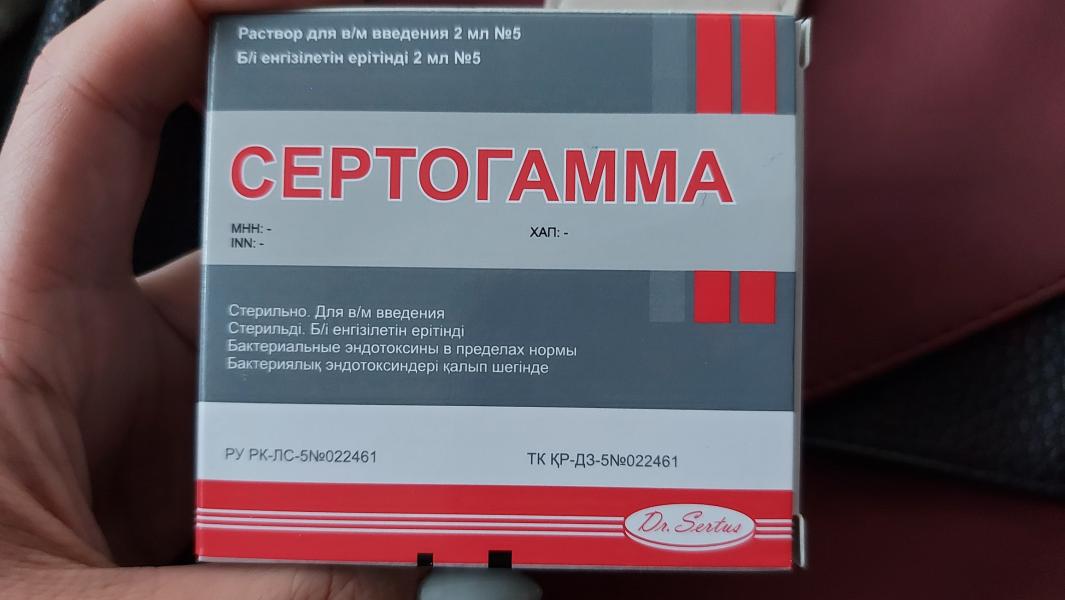 Раствор для в/м введения 2 мл №5
Б/і енгізілетін ерітінді 2 мл №5
СЕРТОГАММА
МНН: -
INN: -
ХАП: -
Стерильно. Для в/м введения
Стерильді. Б/і енгізілетін ерітінді
Бактериальные эндотоксины в пределах нормы
Бактериялық эндотоксиндері қалып шегінде
РУ РК-ЛС-5№022461
ТК ҚР-ДЗ-5№022461
Dr. Sertus